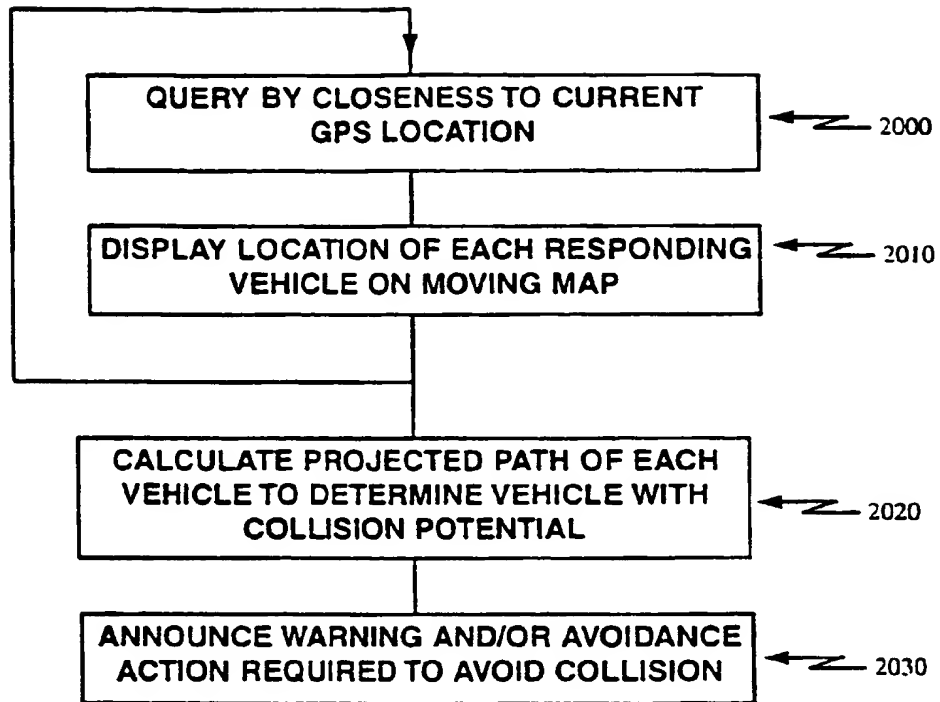 QUERY BY CLOSENESS TO CURRENT
GPS LOCATION
2000
DISPLAY LOCATION OF EACH RESPONDING
VEHICLE ON MOVING MAP
2010
CALCULATE PROJECTED PATH OF EACH
VEHICLE TO DETERMINE VEHICLE WITH
COLLISION POTENTIAL
2020
ANNOUNCE WARNING AND/OR AVOIDANCE
ACTION REQUIRED TO AVOID COLLISION
2030